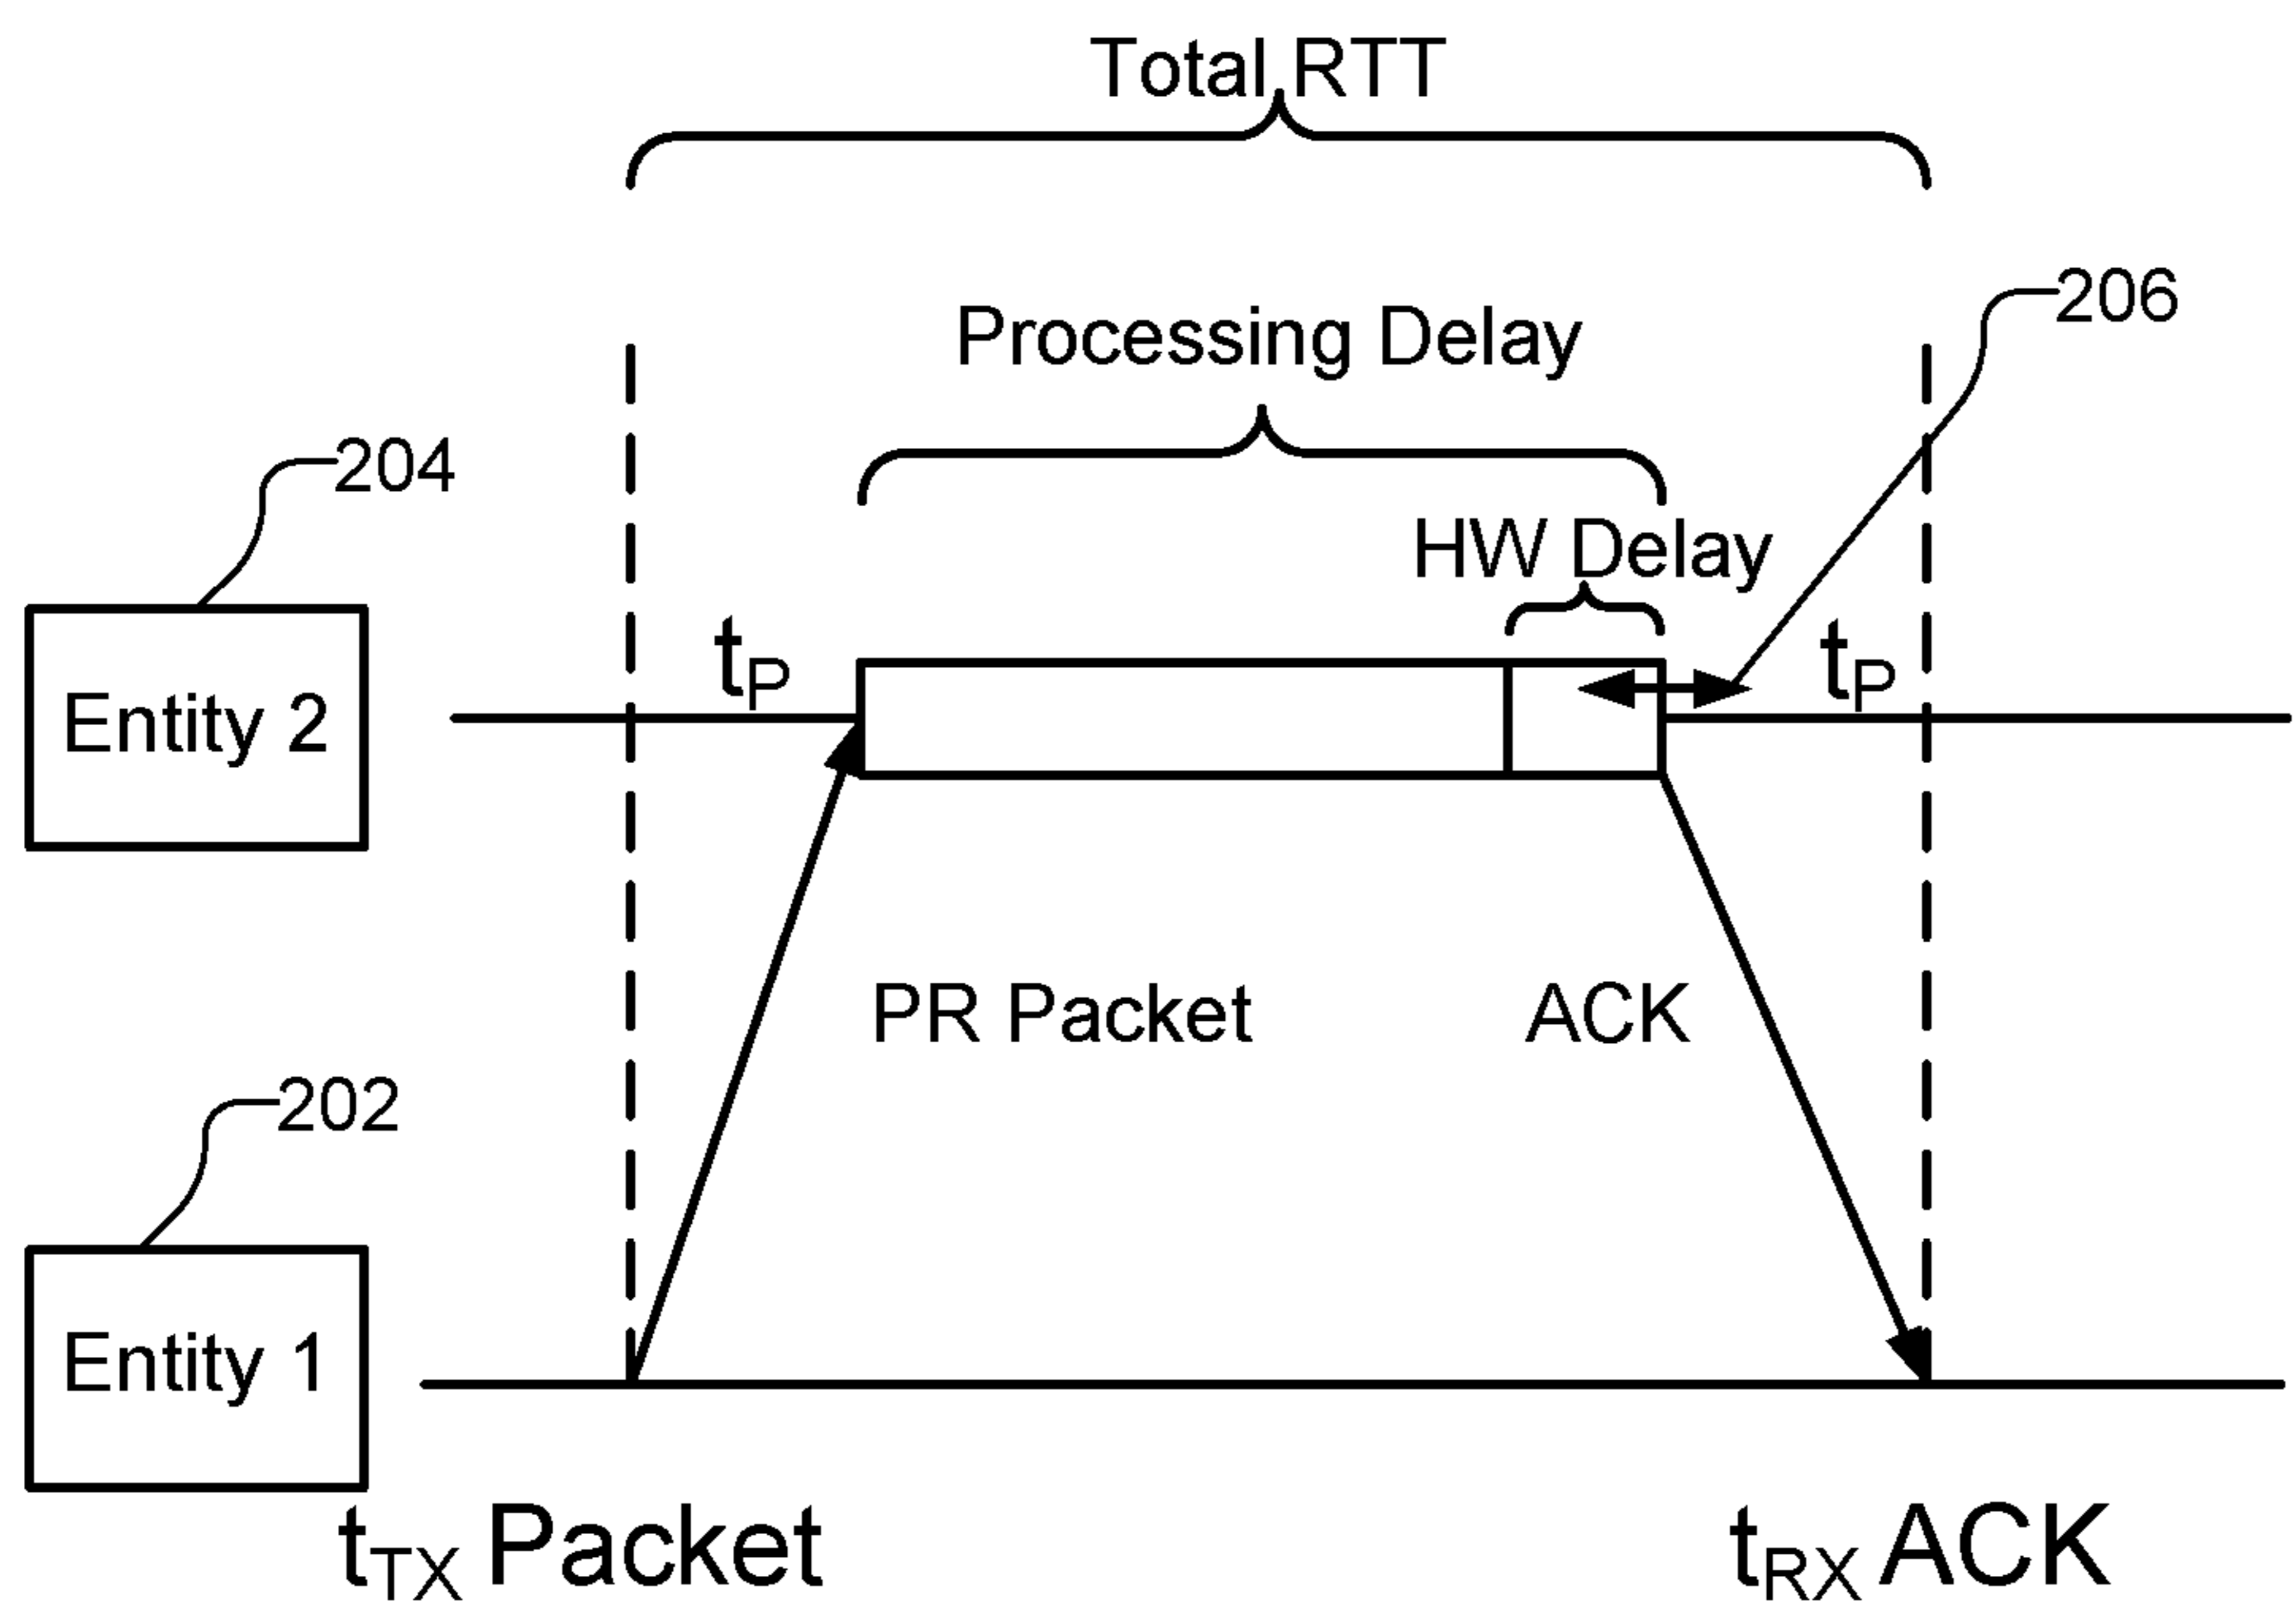 Total RTT
206
Processing Delay
204
HW Delay
tP
tP
Entity 2
PR Packet
ACK
202
Entity 1
tTX Packet
tRX ACK